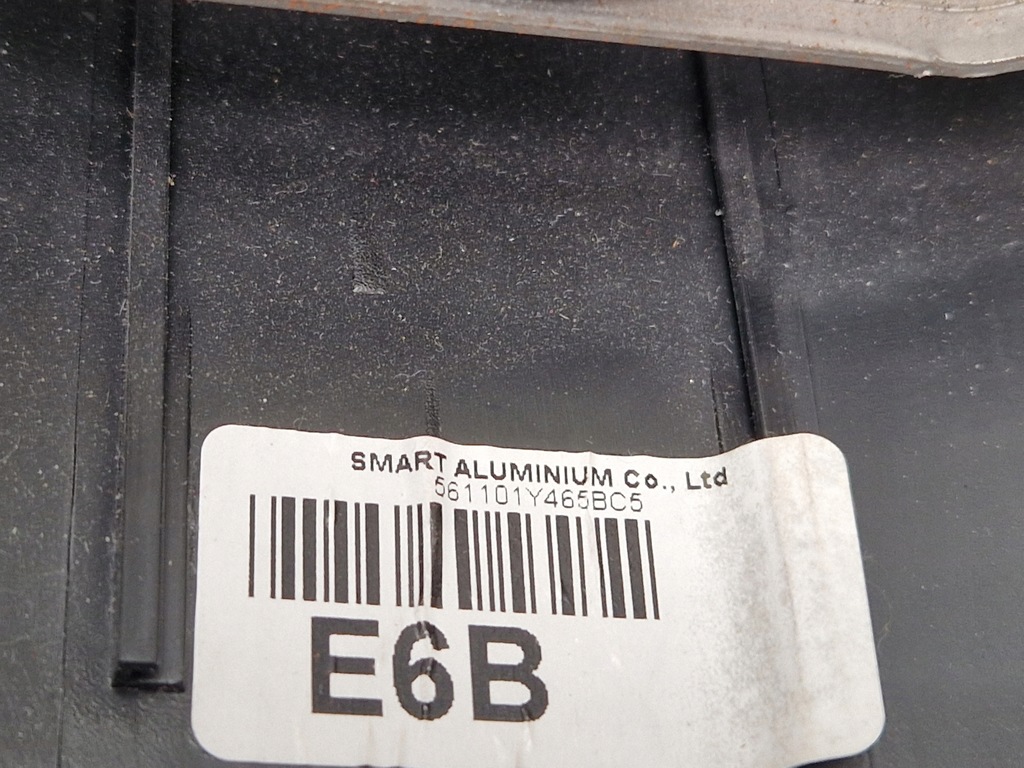 SMART ALUMINIUM Co., Ltd
561101Y465BC5
E6B